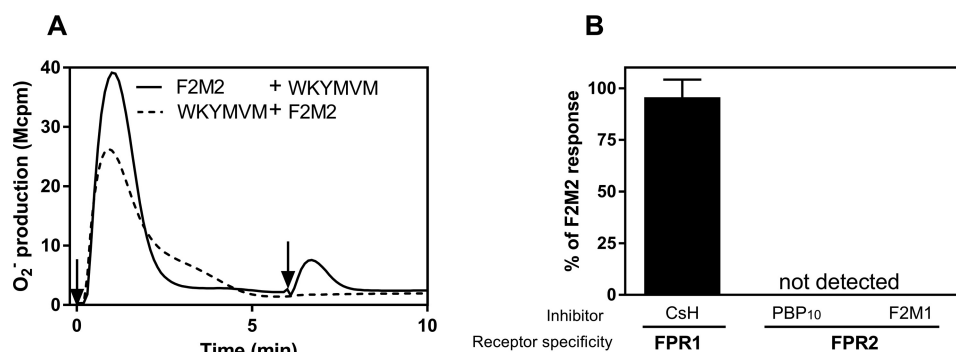 A
40
30
20
10
0
O₂⁻ production (Mcpm)
F2M2 + WKYMVM
WKYMVM + F2M2
0 5 10
Time (min)
B
100
75
50
25
0
% of F2M2 response
not detected
Inhibitor CsH PBP₁₀ F2M1
Receptor specificity FPR1 FPR2